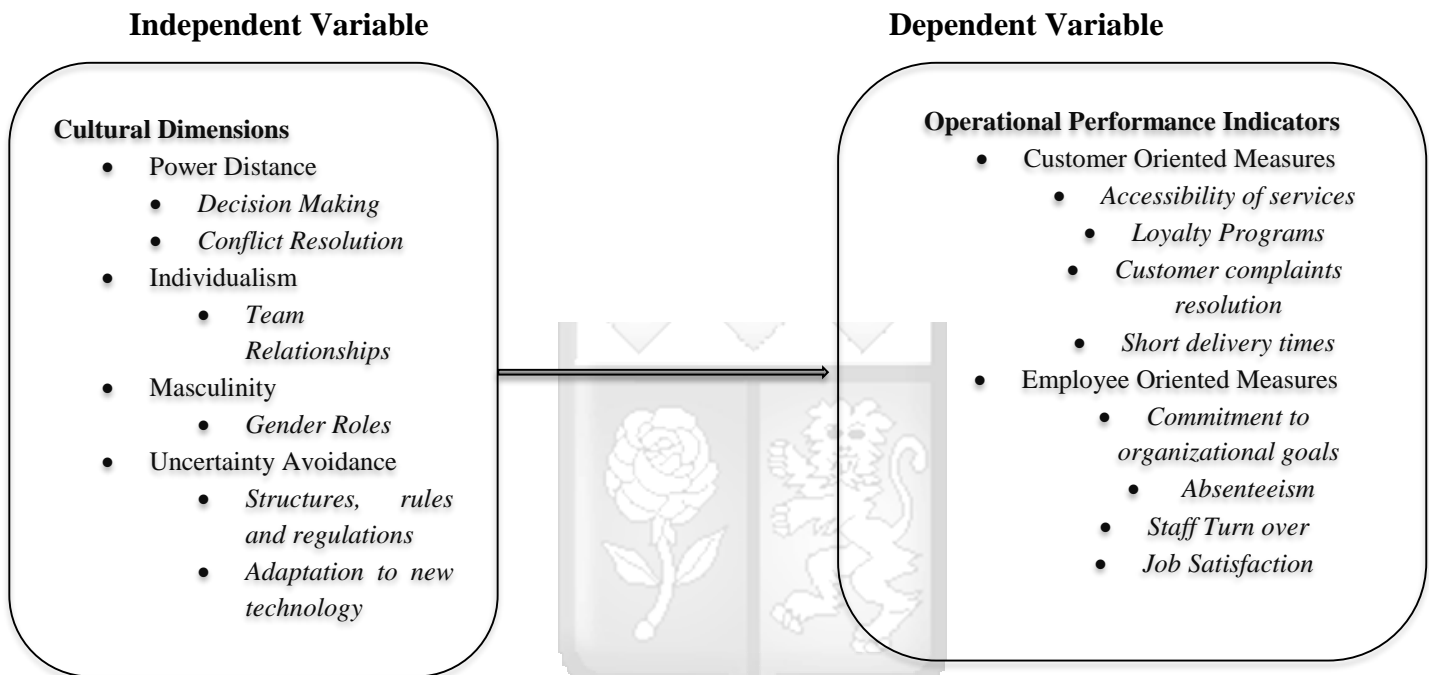 Independent Variable
Cultural Dimensions
• Power Distance
• Decision Making
• Conflict Resolution
• Individualism
• Team
Relationships
• Masculinity
• Gender Roles
• Uncertainty Avoidance
• Structures, rules
and regulations
• Adaptation to new
technology
Dependent Variable
Operational Performance Indicators
• Customer Oriented Measures
• Accessibility of services
• Loyalty Programs
• Customer complaints
resolution
• Short delivery times
• Employee Oriented Measures
• Commitment to
organizational goals
• Absenteeism
• Staff Turn over
• Job Satisfaction